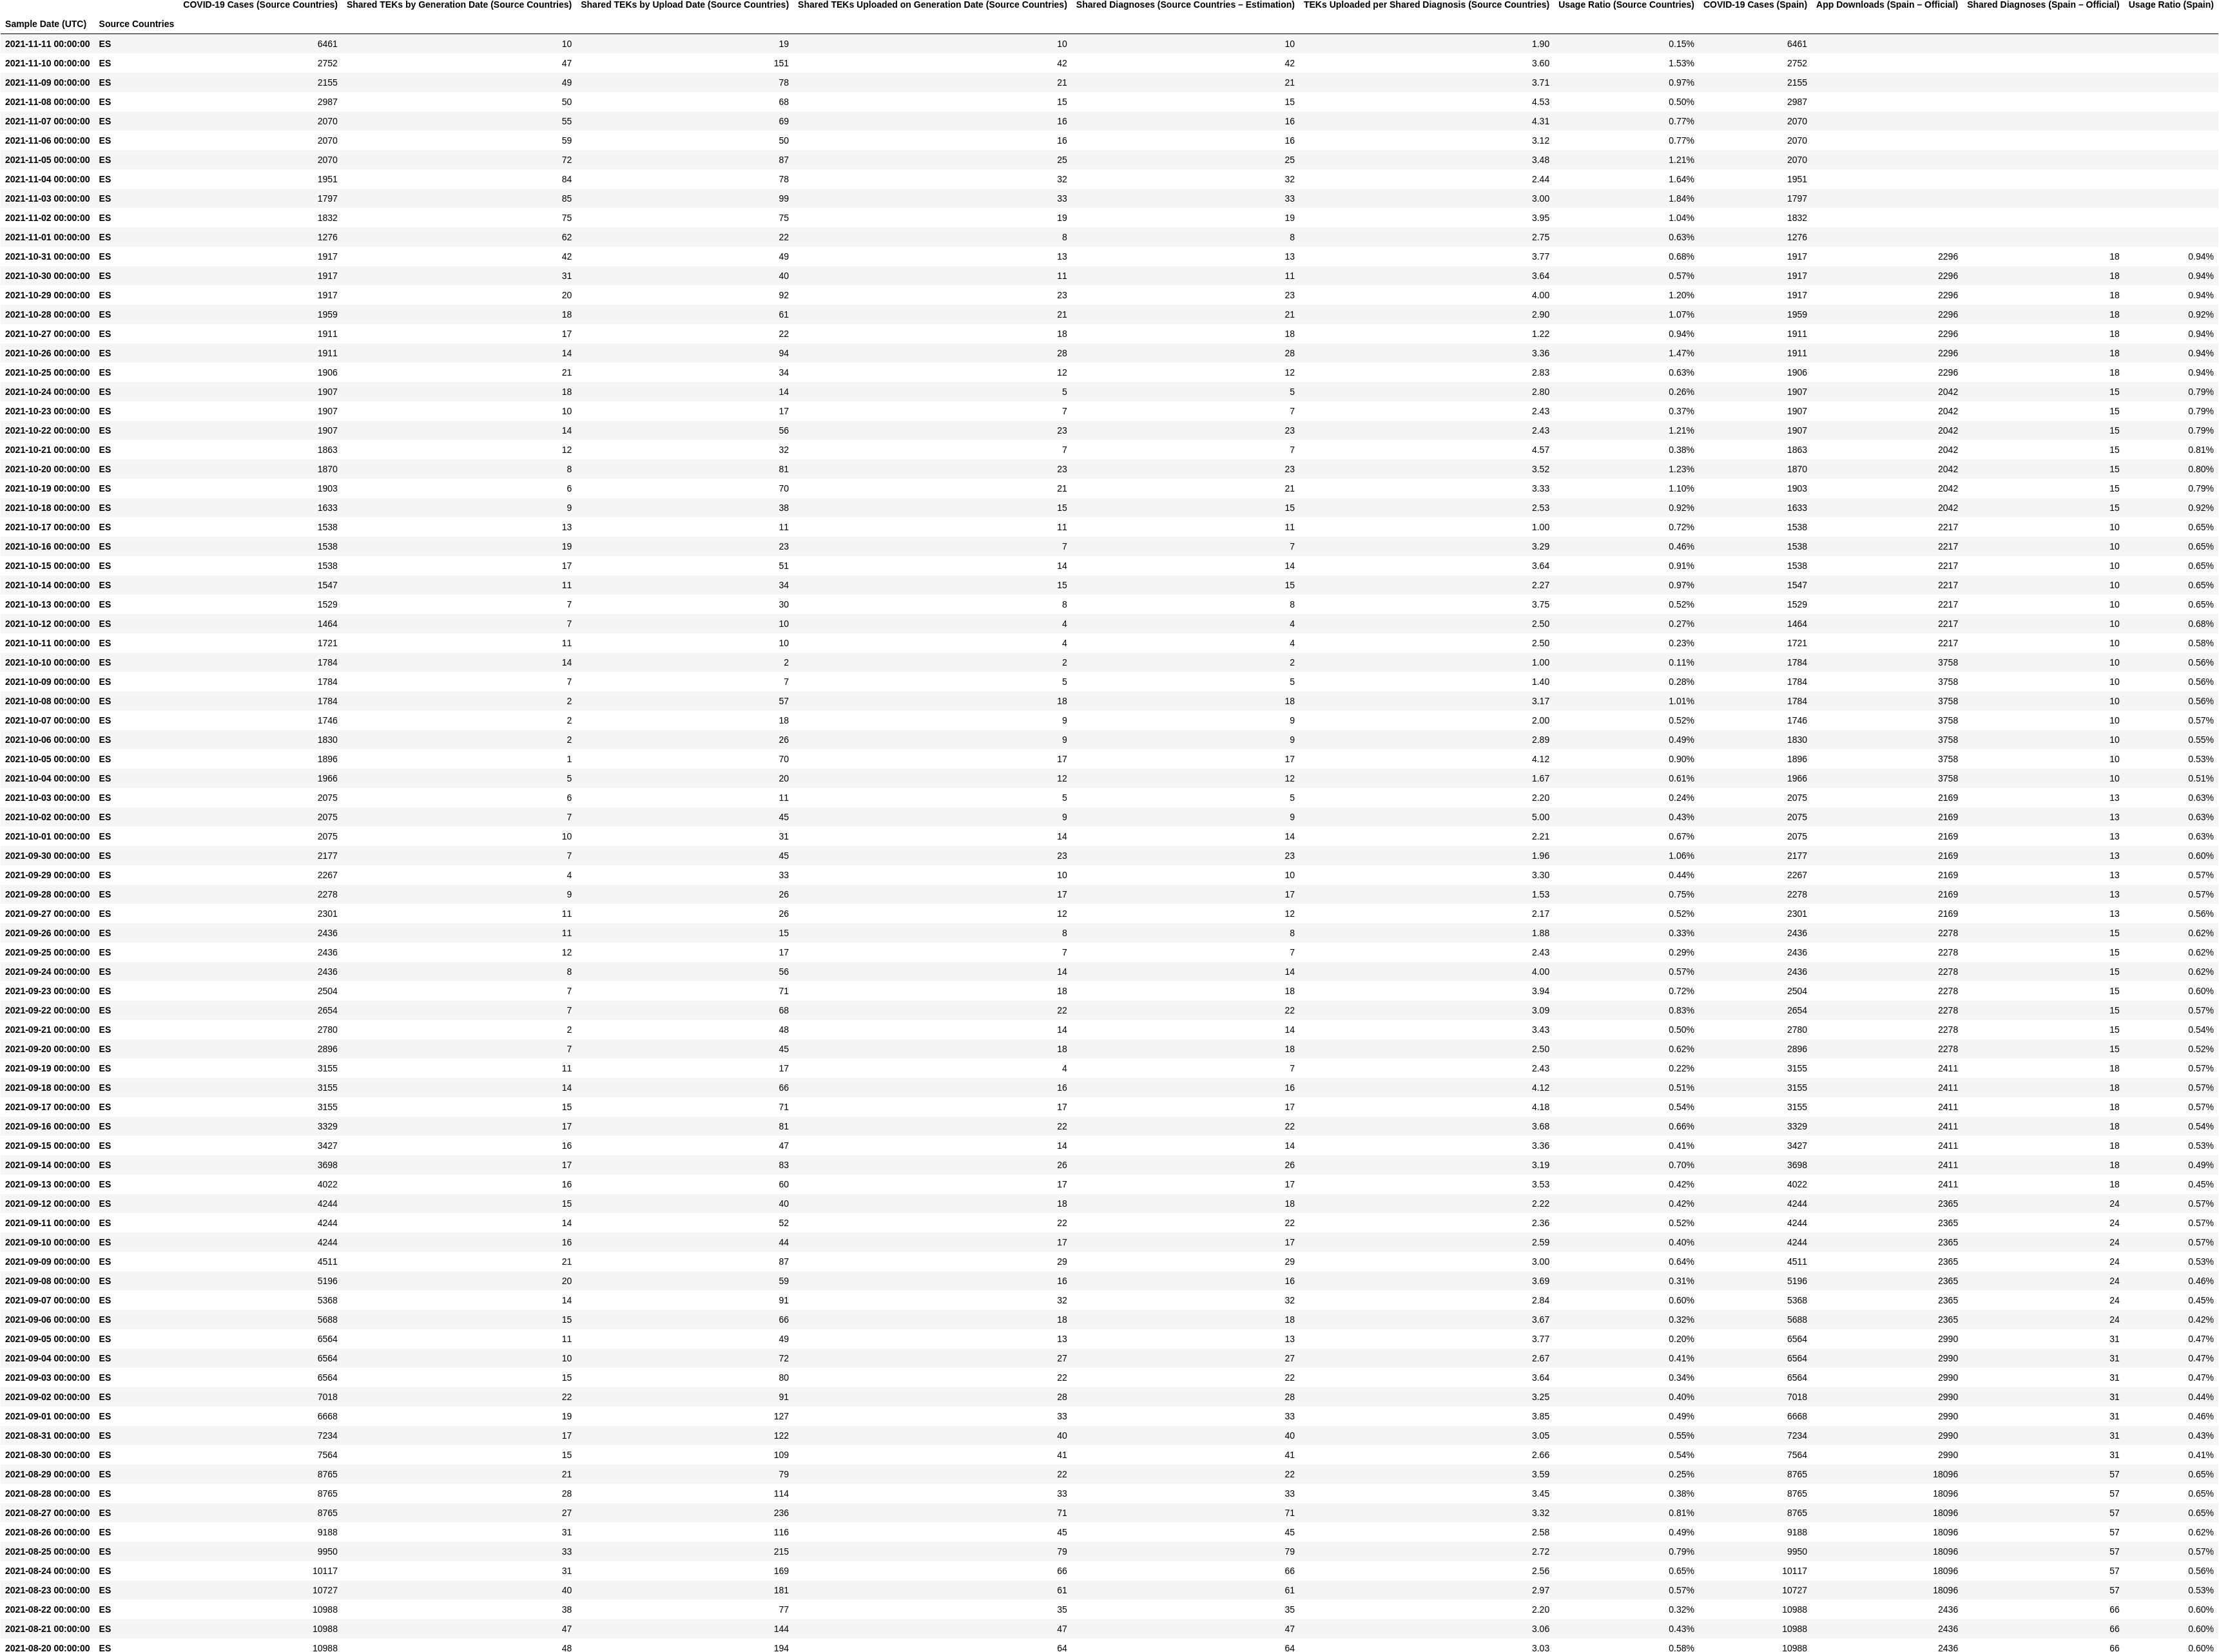 COVID-19 Cases (Source Countries) Shared TEKs by Generation Date (Source Countries) Shared TEKs by Upload Date (Source Countries) Shared TEKs Uploaded on Generation Date (Source Countries) Shared Diagnoses (Source Countries – Estimation) TEKs Uploaded per Shared Diagnosis (Source Countries) Usage Ratio (Source Countries) COVID-19 Cases (Spain) App Downloads (Spain – Official) Shared Diagnoses (Spain – Official) Usage Ratio (Spain)
Sample Date (UTC) Source Countries
2021-11-11 00:00:00 ES 6461 10 19 10 10 1.90 0.15% 6461
2021-11-10 00:00:00 ES 2752 47 151 42 42 3.60 1.53% 2752
2021-11-09 00:00:00 ES 2155 49 78 21 21 3.71 0.97% 2155
2021-11-08 00:00:00 ES 2987 50 68 15 15 4.53 0.50% 2987
2021-11-07 00:00:00 ES 2070 55 69 16 16 4.31 0.77% 2070
2021-11-06 00:00:00 ES 2070 59 50 16 16 3.12 0.77% 2070
2021-11-05 00:00:00 ES 2070 72 87 25 25 3.48 1.21% 2070
2021-11-04 00:00:00 ES 1951 84 78 32 32 2.44 1.64% 1951
2021-11-03 00:00:00 ES 1797 85 99 33 33 3.00 1.84% 1797
2021-11-02 00:00:00 ES 1832 75 75 19 19 3.95 1.04% 1832
2021-11-01 00:00:00 ES 1276 62 22 8 8 2.75 0.63% 1276
2021-10-31 00:00:00 ES 1917 42 49 13 13 3.77 0.68% 1917 2296 18 0.94%
2021-10-30 00:00:00 ES 1917 31 40 11 11 3.64 0.57% 1917 2296 18 0.94%
2021-10-29 00:00:00 ES 1917 20 92 23 23 4.00 1.20% 1917 2296 18 0.94%
2021-10-28 00:00:00 ES 1959 18 61 21 21 2.90 1.07% 1959 2296 18 0.92%
2021-10-27 00:00:00 ES 1911 17 22 18 18 1.22 0.94% 1911 2296 18 0.94%
2021-10-26 00:00:00 ES 1911 14 94 28 28 3.36 1.47% 1911 2296 18 0.94%
2021-10-25 00:00:00 ES 1906 21 34 12 12 2.83 0.63% 1906 2296 18 0.94%
2021-10-24 00:00:00 ES 1907 18 14 5 5 2.80 0.26% 1907 2042 15 0.79%
2021-10-23 00:00:00 ES 1907 10 17 7 7 2.43 0.37% 1907 2042 15 0.79%
2021-10-22 00:00:00 ES 1907 14 56 23 23 2.43 1.21% 1907 2042 15 0.79%
2021-10-21 00:00:00 ES 1863 12 32 7 7 4.57 0.38% 1863 2042 15 0.81%
2021-10-20 00:00:00 ES 1870 8 81 23 23 3.52 1.23% 1870 2042 15 0.80%
2021-10-19 00:00:00 ES 1903 6 70 21 21 3.33 1.10% 1903 2042 15 0.79%
2021-10-18 00:00:00 ES 1633 9 38 15 15 2.53 0.92% 1633 2042 15 0.92%
2021-10-17 00:00:00 ES 1538 13 11 11 11 1.00 0.72% 1538 2217 10 0.65%
2021-10-16 00:00:00 ES 1538 19 23 7 7 3.29 0.46% 1538 2217 10 0.65%
2021-10-15 00:00:00 ES 1538 17 51 14 14 3.64 0.91% 1538 2217 10 0.65%
2021-10-14 00:00:00 ES 1547 11 34 15 15 2.27 0.97% 1547 2217 10 0.65%
2021-10-13 00:00:00 ES 1529 7 30 8 8 3.75 0.52% 1529 2217 10 0.65%
2021-10-12 00:00:00 ES 1464 7 10 4 4 2.50 0.27% 1464 2217 10 0.68%
2021-10-11 00:00:00 ES 1721 11 10 4 4 2.50 0.23% 1721 2217 10 0.58%
2021-10-10 00:00:00 ES 1784 14 2 2 2 1.00 0.11% 1784 3758 10 0.56%
2021-10-09 00:00:00 ES 1784 7 7 5 5 1.40 0.28% 1784 3758 10 0.56%
2021-10-08 00:00:00 ES 1784 2 57 18 18 3.17 1.01% 1784 3758 10 0.56%
2021-10-07 00:00:00 ES 1746 2 18 9 9 2.00 0.52% 1746 3758 10 0.57%
2021-10-06 00:00:00 ES 1830 2 26 9 9 2.89 0.49% 1830 3758 10 0.55%
2021-10-05 00:00:00 ES 1896 1 70 17 17 4.12 0.90% 1896 3758 10 0.53%
2021-10-04 00:00:00 ES 1966 5 20 12 12 1.67 0.61% 1966 3758 10 0.51%
2021-10-03 00:00:00 ES 2075 6 11 5 5 2.20 0.24% 2075 2169 13 0.63%
2021-10-02 00:00:00 ES 2075 7 45 9 9 5.00 0.43% 2075 2169 13 0.63%
2021-10-01 00:00:00 ES 2075 10 31 14 14 2.21 0.67% 2075 2169 13 0.63%
2021-09-30 00:00:00 ES 2177 7 45 23 23 1.96 1.06% 2177 2169 13 0.60%
2021-09-29 00:00:00 ES 2267 4 33 10 10 3.30 0.44% 2267 2169 13 0.57%
2021-09-28 00:00:00 ES 2278 9 26 17 17 1.53 0.75% 2278 2169 13 0.57%
2021-09-27 00:00:00 ES 2301 11 26 12 12 2.17 0.52% 2301 2169 13 0.56%
2021-09-26 00:00:00 ES 2436 11 15 8 8 1.88 0.33% 2436 2278 15 0.62%
2021-09-25 00:00:00 ES 2436 12 17 7 7 2.43 0.29% 2436 2278 15 0.62%
2021-09-24 00:00:00 ES 2436 8 56 14 14 4.00 0.57% 2436 2278 15 0.62%
2021-09-23 00:00:00 ES 2504 7 71 18 18 3.94 0.72% 2504 2278 15 0.60%
2021-09-22 00:00:00 ES 2654 7 68 22 22 3.09 0.83% 2654 2278 15 0.57%
2021-09-21 00:00:00 ES 2780 2 48 14 14 3.43 0.50% 2780 2278 15 0.54%
2021-09-20 00:00:00 ES 2896 7 45 18 18 2.50 0.62% 2896 2278 15 0.52%
2021-09-19 00:00:00 ES 3155 11 17 4 7 2.43 0.22% 3155 2411 18 0.57%
2021-09-18 00:00:00 ES 3155 14 66 16 16 4.12 0.51% 3155 2411 18 0.57%
2021-09-17 00:00:00 ES 3155 15 71 17 17 4.18 0.54% 3155 2411 18 0.57%
2021-09-16 00:00:00 ES 3329 17 81 22 22 3.68 0.66% 3329 2411 18 0.54%
2021-09-15 00:00:00 ES 3427 16 47 14 14 3.36 0.41% 3427 2411 18 0.53%
2021-09-14 00:00:00 ES 3698 17 83 26 26 3.19 0.70% 3698 2411 18 0.49%
2021-09-13 00:00:00 ES 4022 16 60 17 17 3.53 0.42% 4022 2411 18 0.45%
2021-09-12 00:00:00 ES 4244 15 40 18 18 2.22 0.42% 4244 2365 24 0.57%
2021-09-11 00:00:00 ES 4244 14 52 22 22 2.36 0.52% 4244 2365 24 0.57%
2021-09-10 00:00:00 ES 4244 16 44 17 17 2.59 0.40% 4244 2365 24 0.57%
2021-09-09 00:00:00 ES 4511 21 87 29 29 3.00 0.64% 4511 2365 24 0.53%
2021-09-08 00:00:00 ES 5196 20 59 16 16 3.69 0.31% 5196 2365 24 0.46%
2021-09-07 00:00:00 ES 5368 14 91 32 32 2.84 0.60% 5368 2365 24 0.45%
2021-09-06 00:00:00 ES 5688 15 66 18 18 3.67 0.32% 5688 2365 24 0.42%
2021-09-05 00:00:00 ES 6564 11 49 13 13 3.77 0.20% 6564 2990 31 0.47%
2021-09-04 00:00:00 ES 6564 10 72 27 27 2.67 0.41% 6564 2990 31 0.47%
2021-09-03 00:00:00 ES 6564 15 80 22 22 3.64 0.34% 6564 2990 31 0.47%
2021-09-02 00:00:00 ES 7018 22 91 28 28 3.25 0.40% 7018 2990 31 0.44%
2021-09-01 00:00:00 ES 6668 19 127 33 33 3.85 0.49% 6668 2990 31 0.46%
2021-08-31 00:00:00 ES 7234 17 122 40 40 3.05 0.55% 7234 2990 31 0.43%
2021-08-30 00:00:00 ES 7564 15 109 41 41 2.66 0.54% 7564 2990 31 0.41%
2021-08-29 00:00:00 ES 8765 21 79 22 22 3.59 0.25% 8765 18096 57 0.65%
2021-08-28 00:00:00 ES 8765 28 114 33 33 3.45 0.38% 8765 18096 57 0.65%
2021-08-27 00:00:00 ES 8765 27 236 71 71 3.32 0.81% 8765 18096 57 0.65%
2021-08-26 00:00:00 ES 9188 31 116 45 45 2.58 0.49% 9188 18096 57 0.62%
2021-08-25 00:00:00 ES 9950 33 215 79 79 2.72 0.79% 9950 18096 57 0.57%
2021-08-24 00:00:00 ES 10117 31 169 66 66 2.56 0.65% 10117 18096 57 0.56%
2021-08-23 00:00:00 ES 10727 40 181 61 61 2.97 0.57% 10727 18096 57 0.53%
2021-08-22 00:00:00 ES 10988 38 77 35 35 2.20 0.32% 10988 2436 66 0.60%
2021-08-21 00:00:00 ES 10988 47 144 47 47 3.06 0.43% 10988 2436 66 0.60%
2021-08-20 00:00:00 ES 10988 48 194 64 64 3.03 0.58% 10988 2436 66 0.60%